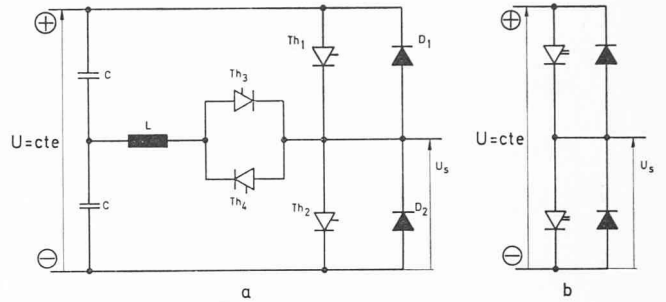 +
Th1
D1
C
Th3
L
U=cte
Us
Th4
C
Th2
D2
−
a
+
U=cte
Us
−
b